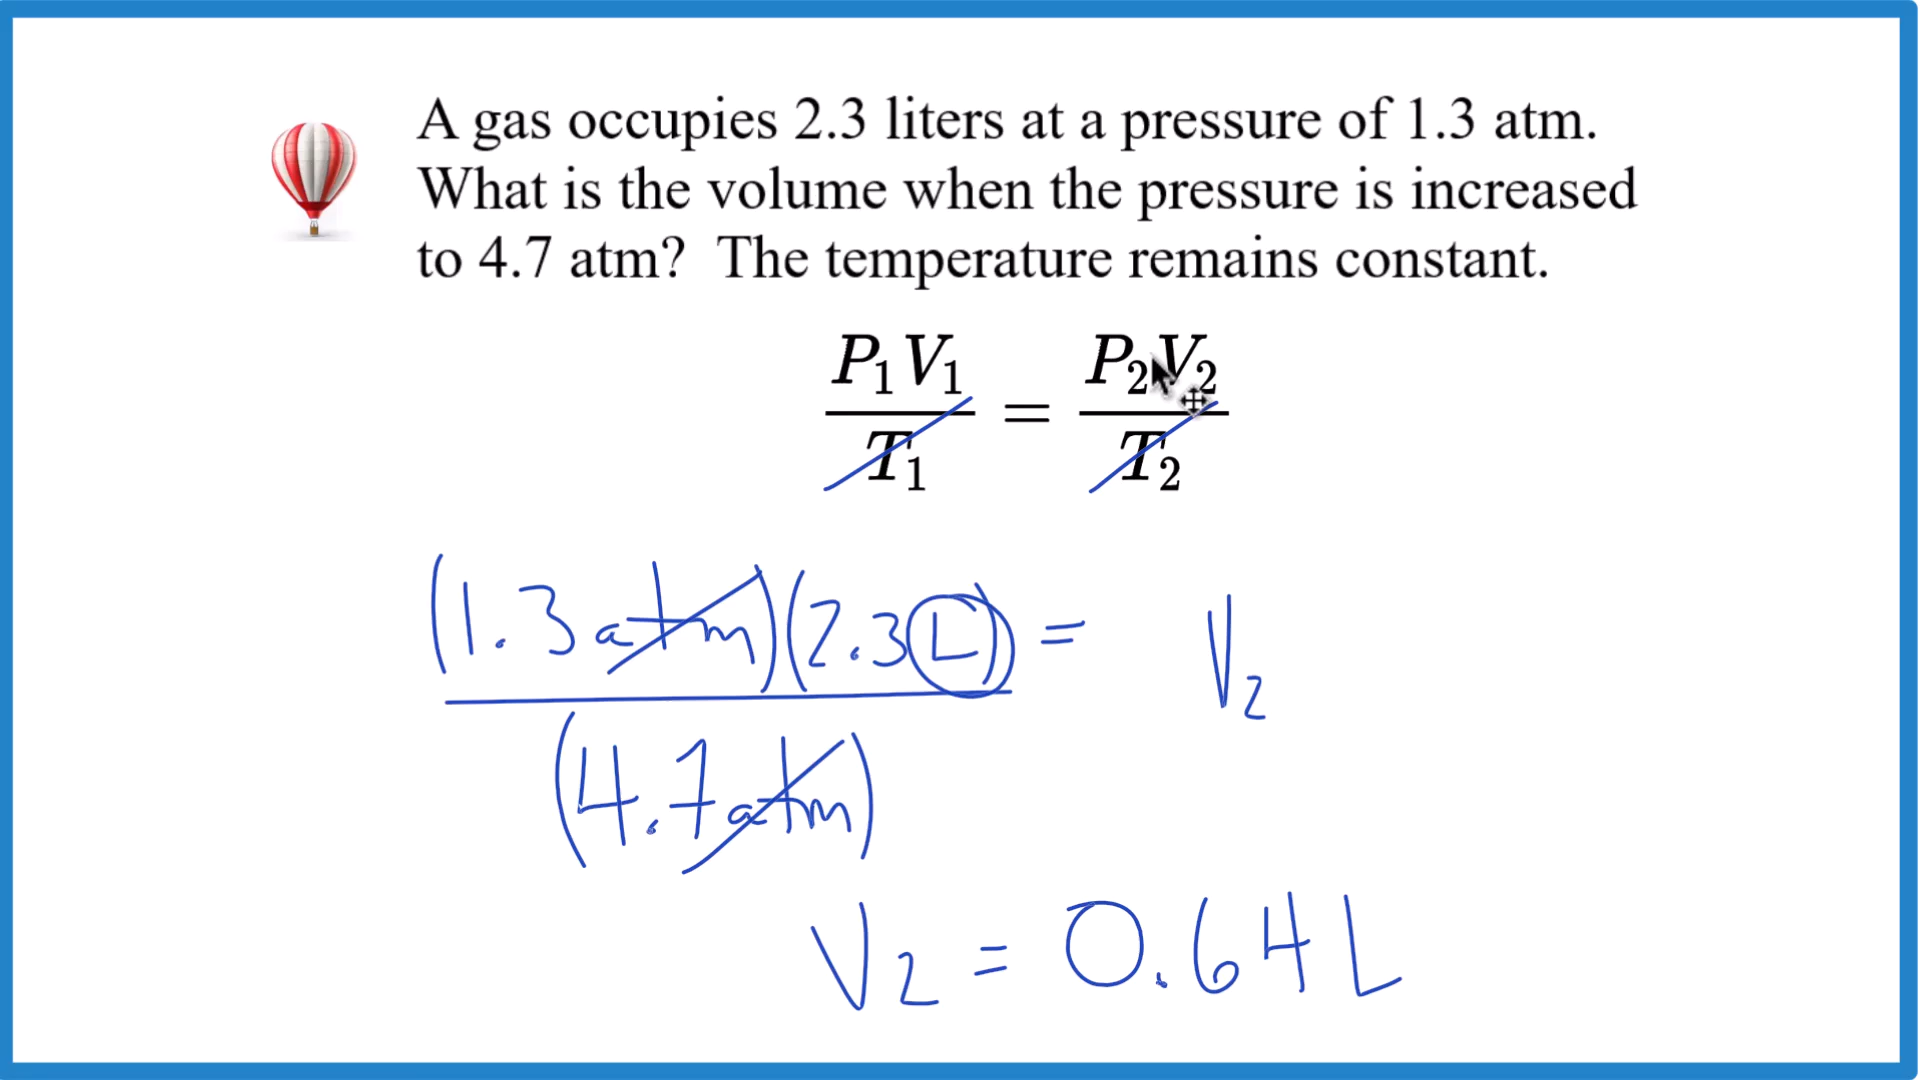 A gas occupies 2.3 liters at a pressure of 1.3 atm.
What is the volume when the pressure is increased
to 4.7 atm? The temperature remains constant.
P₁V₁ / T₁ = P₂V₂ / T₂
(1.3 atm)(2.3 L) = V₂
(4.7 atm)
V₂ = 0.64 L